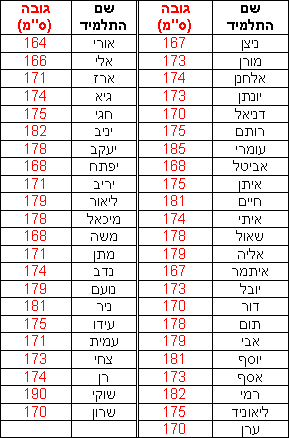 שם התלמיד גובה (ס"מ) שם התלמיד גובה (ס"מ)
ניצן 167 אורי 164
מורן 173 אלי 166
אלחנן 174 ארז 171
יונתן 173 גיא 174
דניאל 170 חגי 175
רותם 175 יניב 182
עומרי 185 יעקב 178
אביטל 168 יפתח 168
איתן 175 יריב 171
חיים 181 ליאור 179
איתי 174 מיכאל 178
שאול 178 משה 168
אליה 179 מתן 171
איתמר 167 נדב 174
יובל 173 נועם 179
דור 170 ניר 181
תום 178 עידו 175
אבי 179 עמית 171
יוסף 181 צחי 173
אסף 173 רן 174
רמי 182 שוקי 190
ליאוניד 175 שרון 170
ערן 170